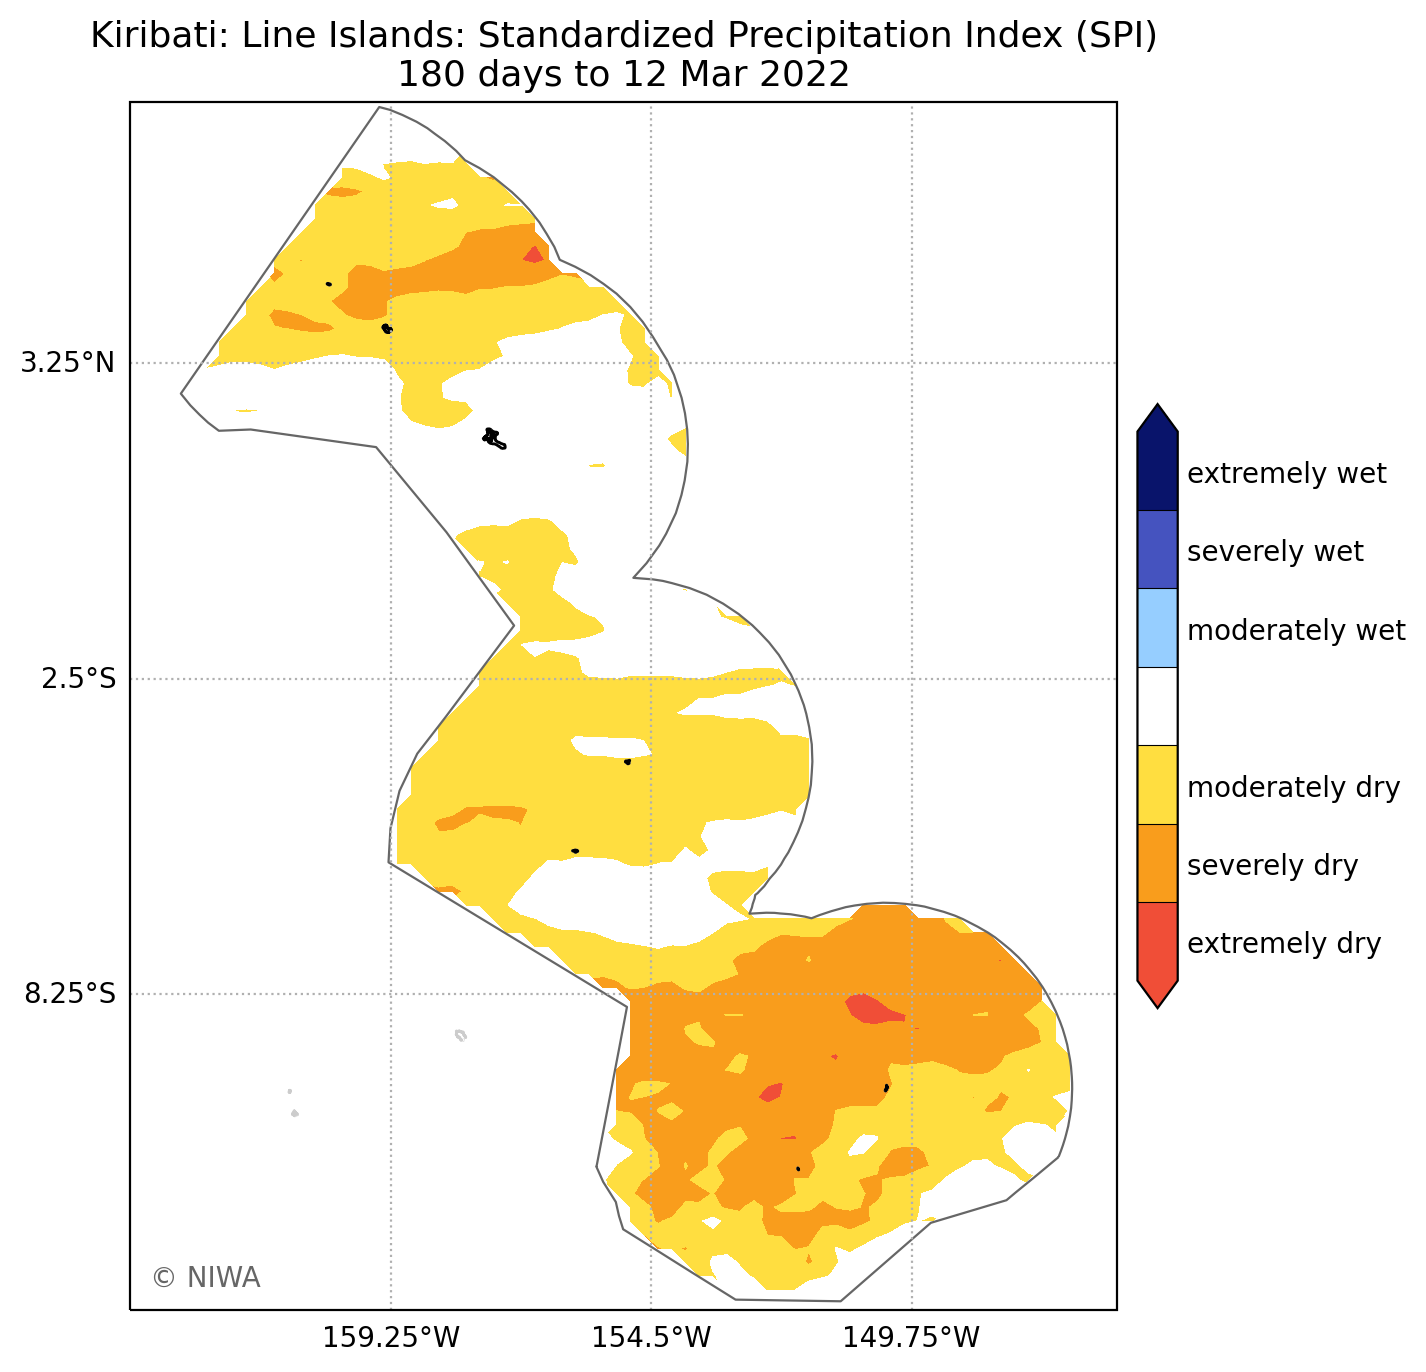 Kiribati: Line Islands: Standardized Precipitation Index (SPI)
180 days to 12 Mar 2022
3.25°N
2.5°S
8.25°S
extremely wet
severely wet
moderately wet
moderately dry
severely dry
extremely dry
© NIWA
159.25°W
154.5°W
149.75°W